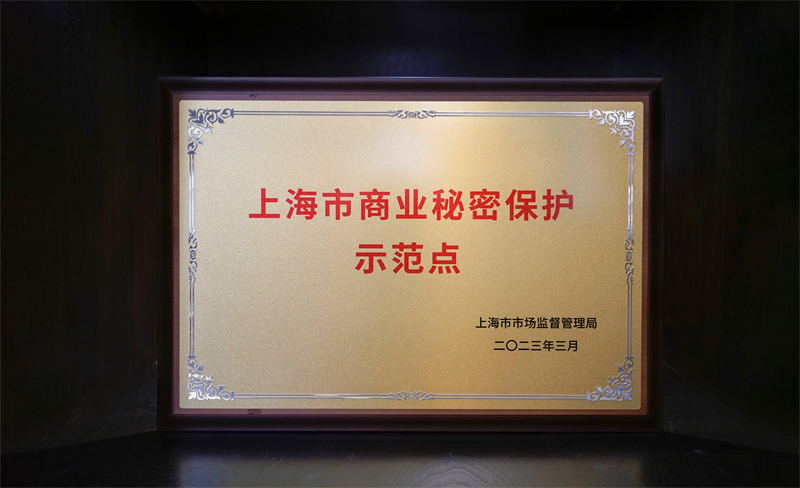 上海市商业秘密保护
示范点
上海市市场监督管理局
二〇二三年三月